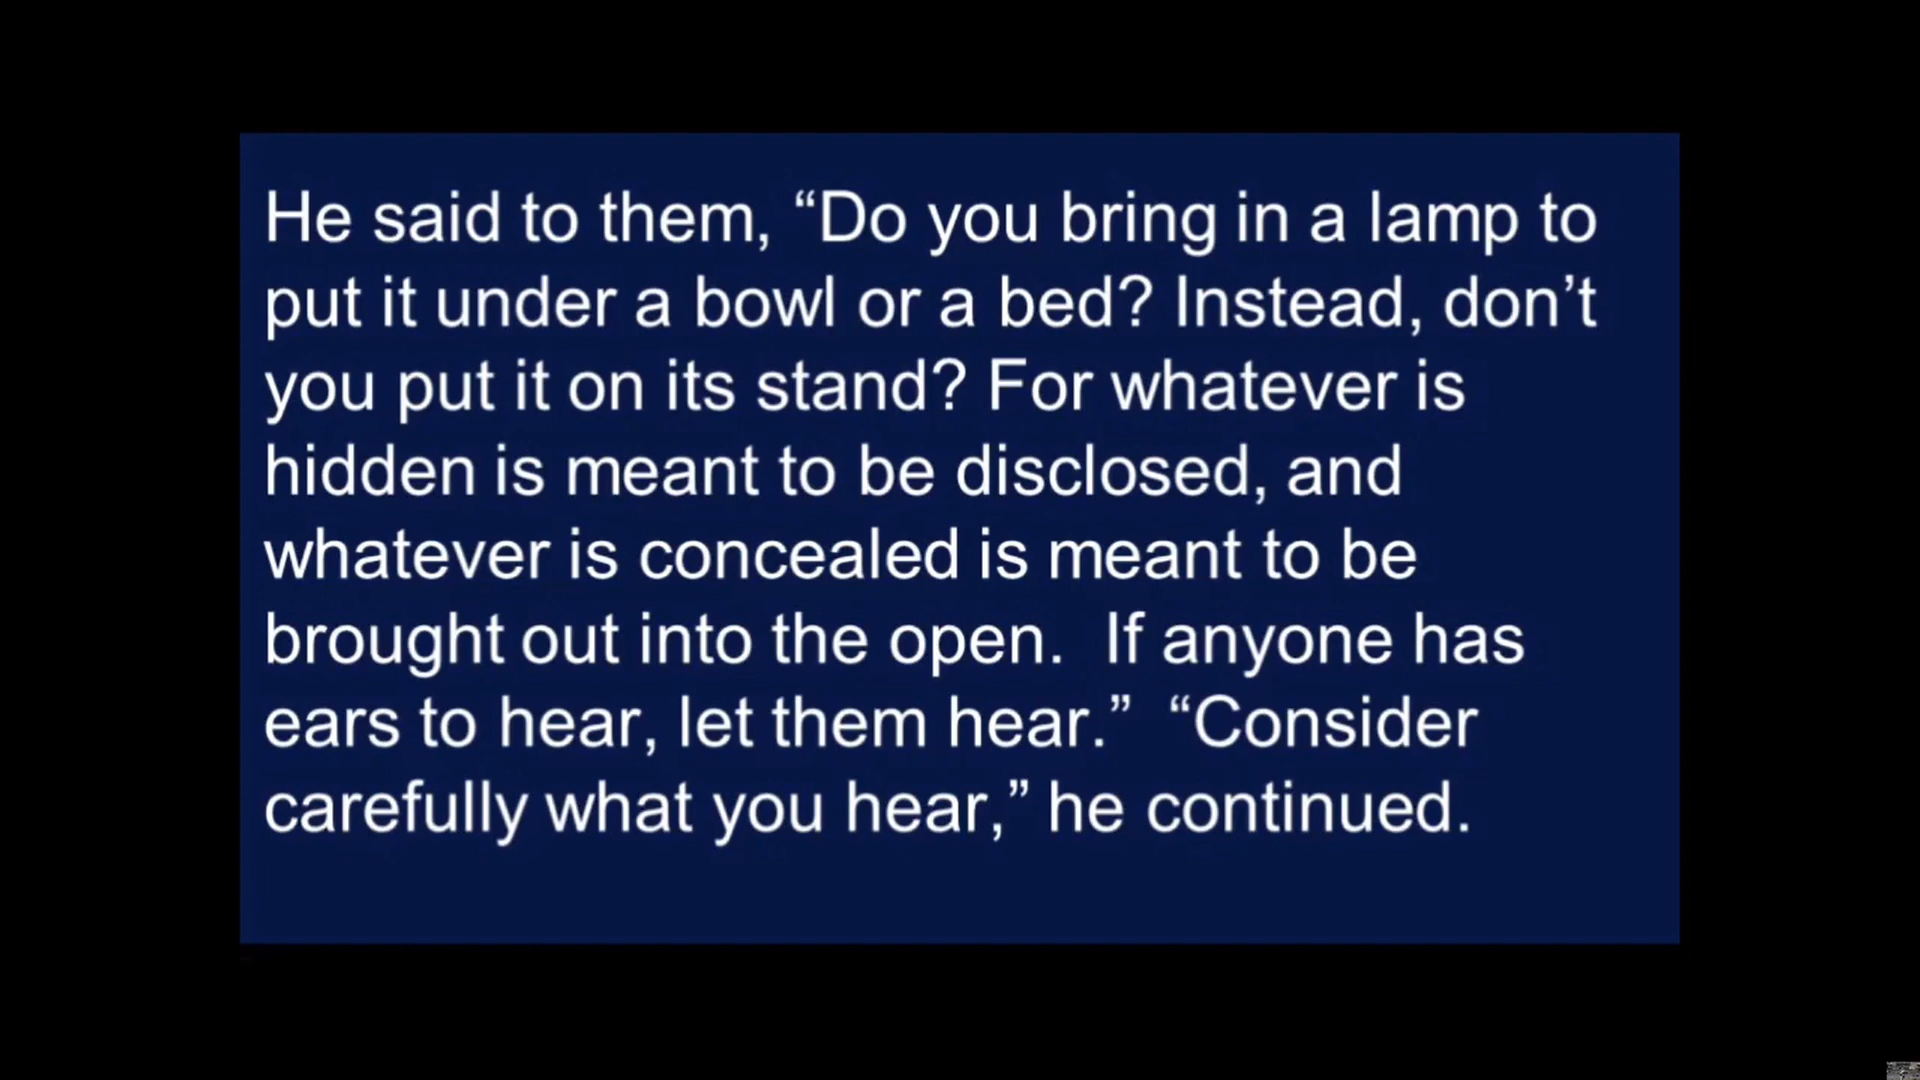 He said to them, “Do you bring in a lamp to
put it under a bowl or a bed? Instead, don’t
you put it on its stand? For whatever is
hidden is meant to be disclosed, and
whatever is concealed is meant to be
brought out into the open.  If anyone has
ears to hear, let them hear.”  “Consider
carefully what you hear,” he continued.